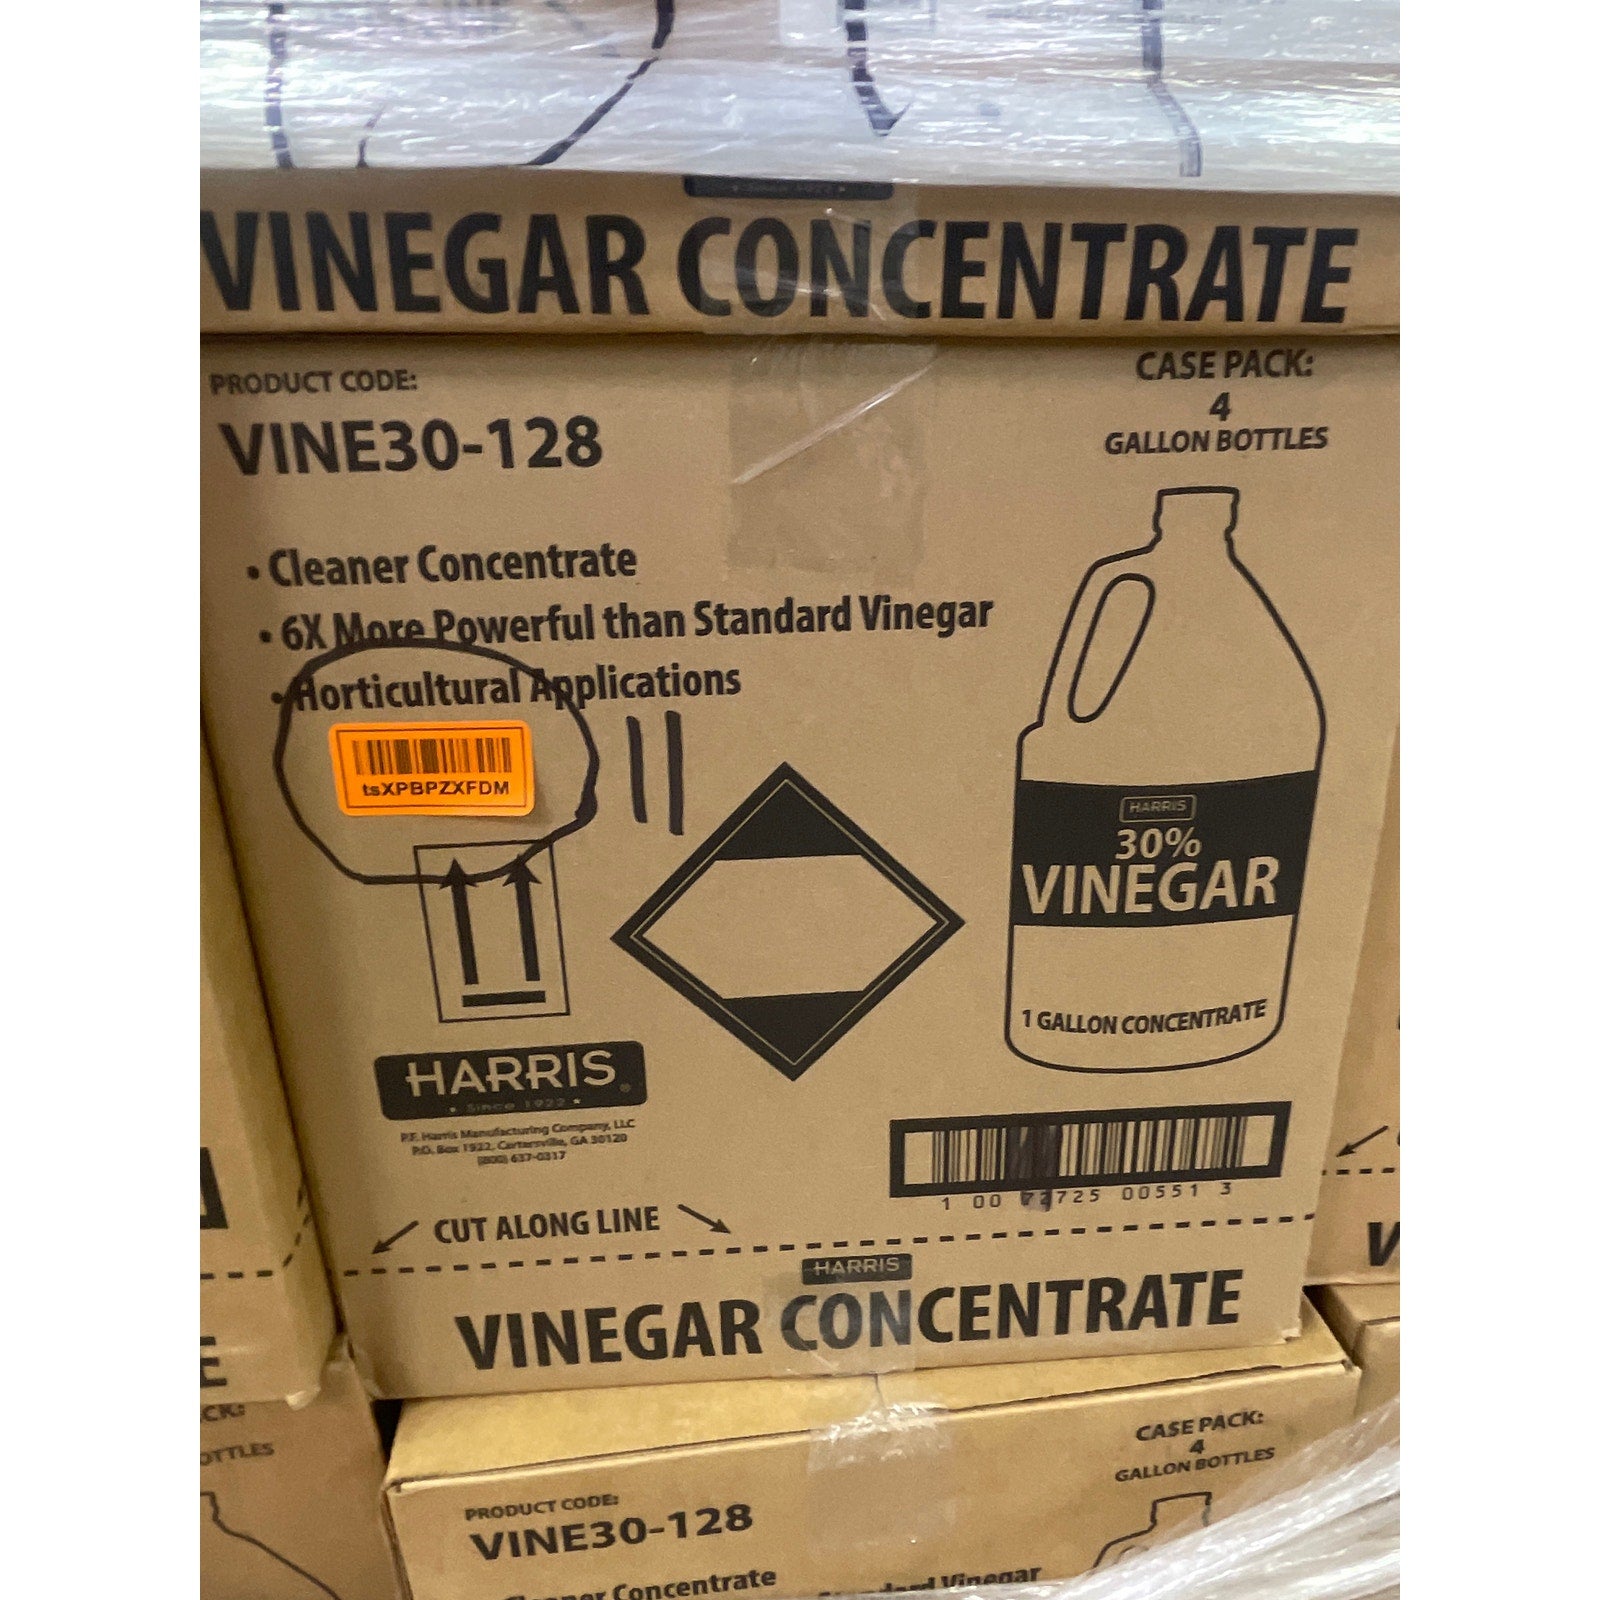 VINEGAR CONCENTRATE
PRODUCT CODE:
VINE30-128
CASE PACK:
4
GALLON BOTTLES
• Cleaner Concentrate
• 6X More Powerful than Standard Vinegar
• Horticultural Applications
tsXPBPZXFDM
HARRIS
30%
VINEGAR
1 GALLON CONCENTRATE
HARRIS®
• Since 1922 •
P.F. Harris Manufacturing Company, LLC
P.O. Box 1922, Cartersville, GA 30120
(800) 637-0317
1 00 72725 00551 3
CUT ALONG LINE
HARRIS
VINEGAR CONCENTRATE
CASE PACK:
4
GALLON BOTTLES
PRODUCT CODE:
VINE30-128
Cleaner Concentrate
Vinegar